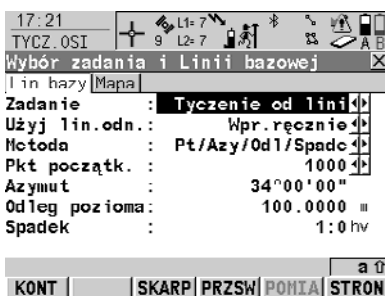 17:21
TYCZ.OSI
9 L1= 7
L2= 7
A B
Wybór zadania i Linii bazowej
Lin bazy Mapa
Zadanie : Tyczenie od lini
Użyj lin.odn.: Wpr.ręcznie
Metoda : Pt/Azy/Odl/Spadc
Pkt początk. : 1000
Azymut : 34°00'00"
Odleg pozioma: 100.0000 m
Spadek : 1:0 hv
a
KONT SKARP PRZSW POMIA STRON